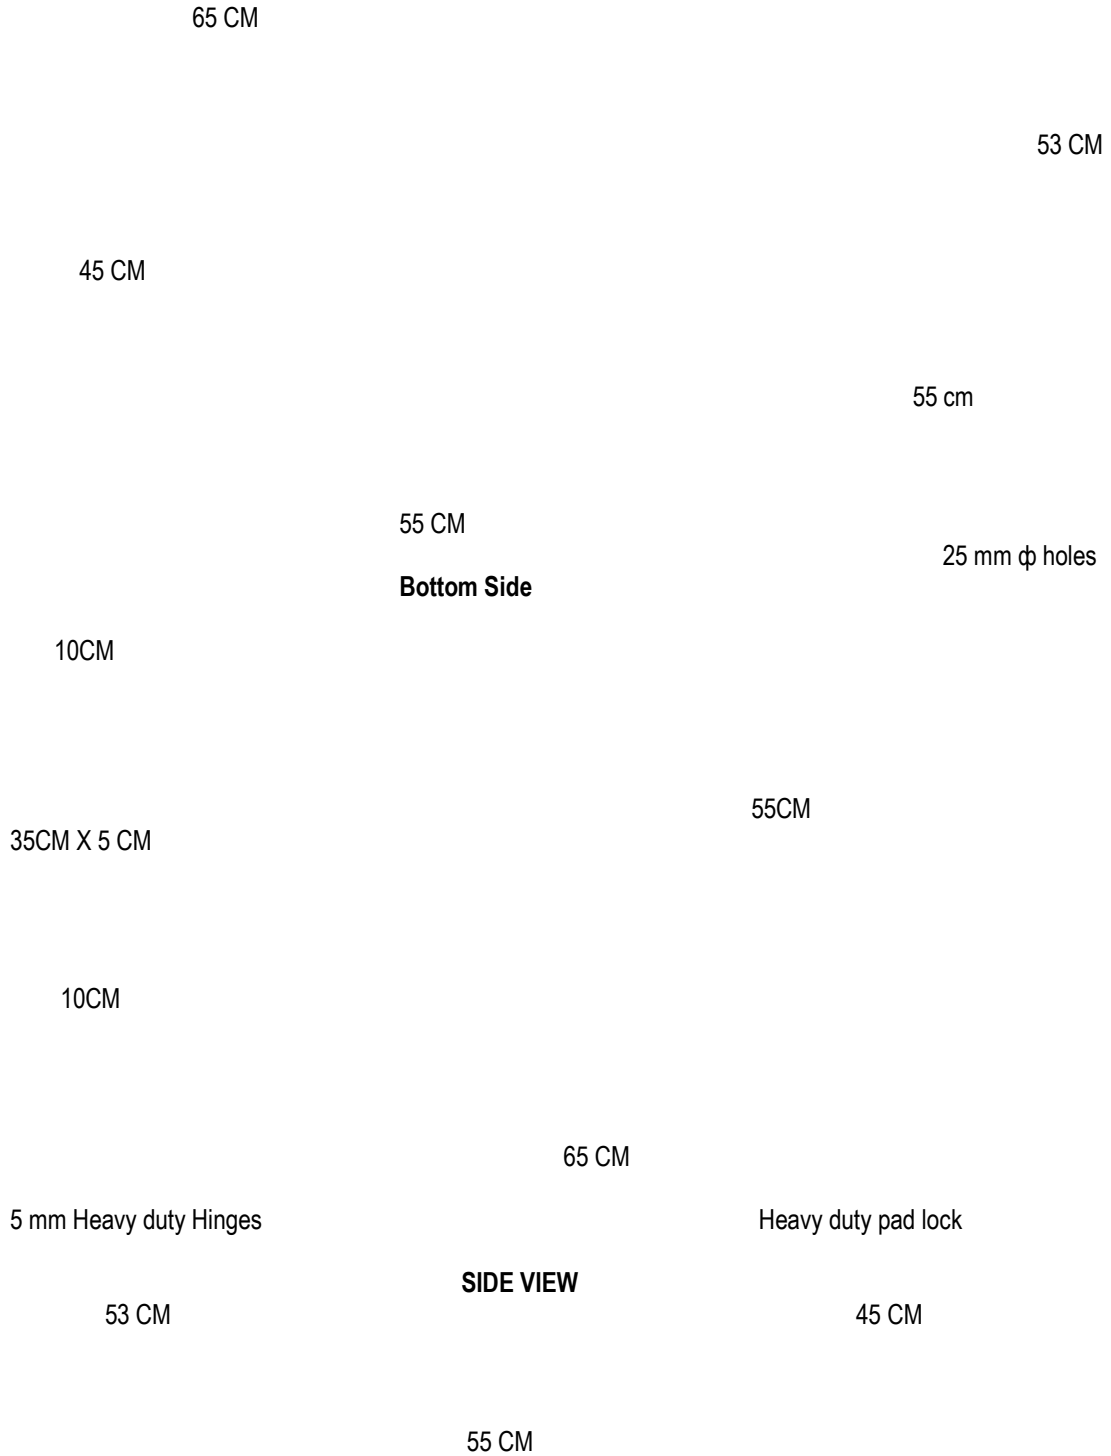 65 CM
53 CM
45 CM
55 cm
55 CM
25 mm ф holes
Bottom Side
10CM
55CM
35CM X 5 CM
10CM
65 CM
5 mm Heavy duty Hinges Heavy duty pad lock
SIDE VIEW
53 CM 45 CM
55 CM